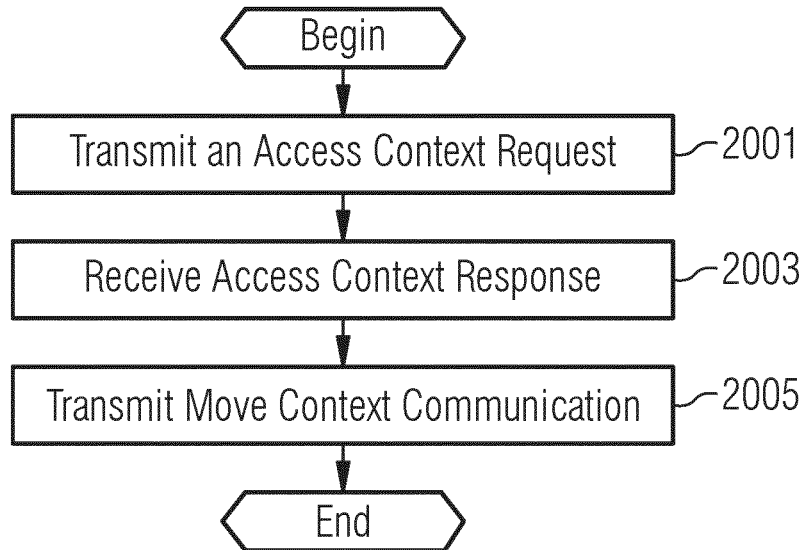 Begin
Transmit an Access Context Request 2001
Receive Access Context Response 2003
Transmit Move Context Communication 2005
End